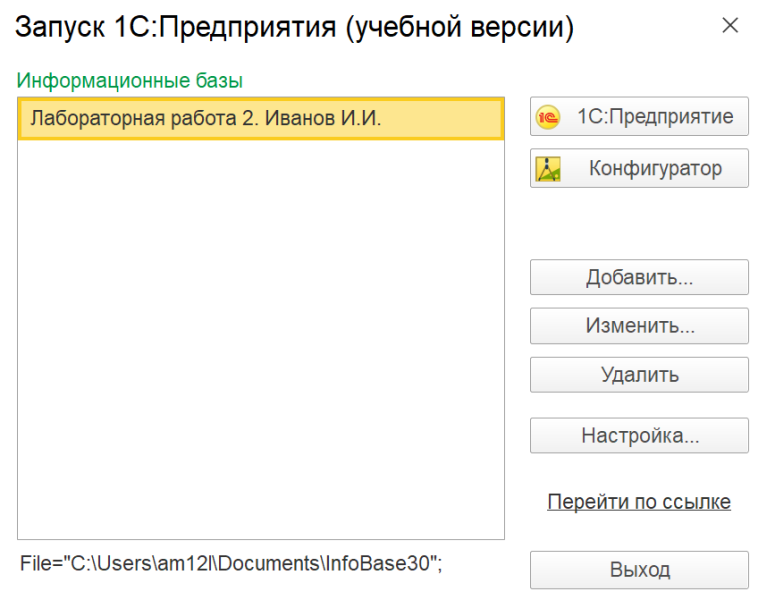 Запуск 1С:Предприятия (учебной версии)
Информационные базы
Лабораторная работа 2. Иванов И.И.
1С:Предприятие
Конфигуратор
Добавить...
Изменить...
Удалить
Настройка...
Перейти по ссылке
File="C:\Users\am12l\Documents\InfoBase30";
Выход